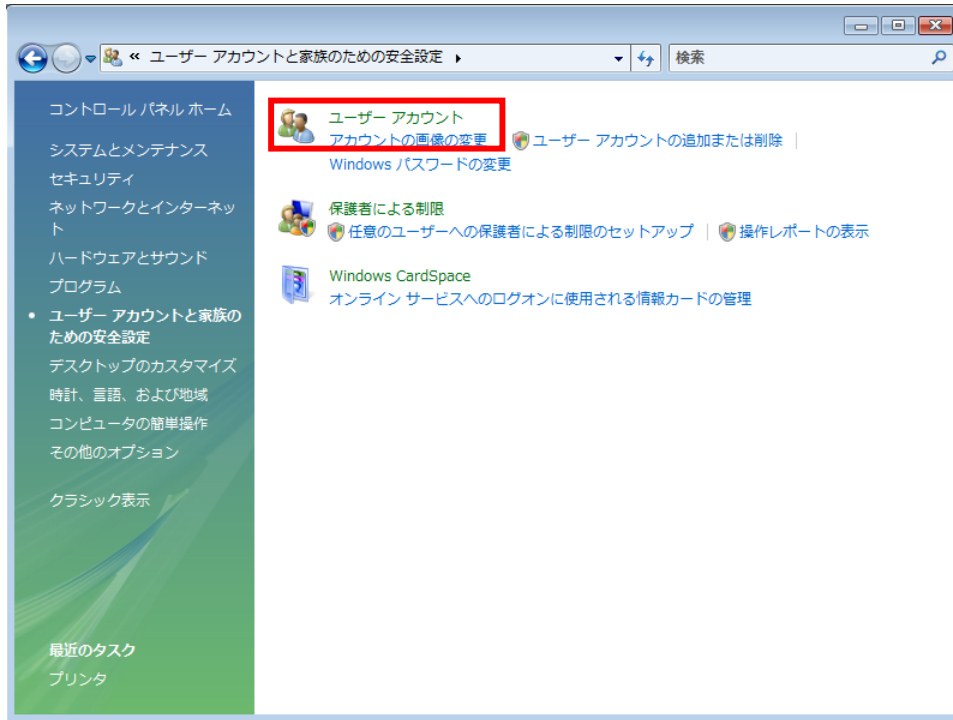 « ユーザー アカウントと家族のための安全設定
検索
コントロール パネル ホーム
システムとメンテナンス
セキュリティ
ネットワークとインターネッ
ト
ハードウェアとサウンド
プログラム
• ユーザー アカウントと家族の
ための安全設定
デスクトップのカスタマイズ
時計、言語、および地域
コンピュータの簡単操作
その他のオプション
クラシック表示
最近のタスク
プリンタ
ユーザー アカウント
アカウントの画像の変更 ユーザー アカウントの追加または削除
Windows パスワードの変更
保護者による制限
任意のユーザーへの保護者による制限のセットアップ 操作レポートの表示
Windows CardSpace
オンライン サービスへのログオンに使用される情報カードの管理